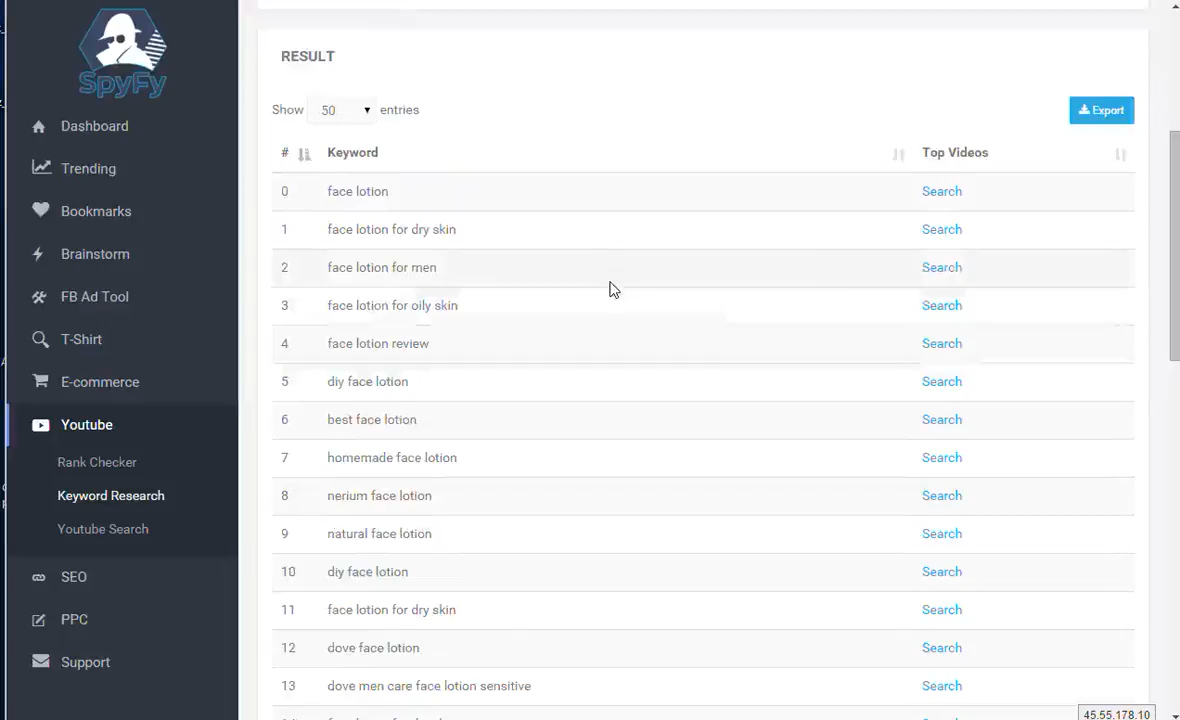 SpyFy
Dashboard
Trending
Bookmarks
Brainstorm
FB Ad Tool
T-Shirt
E-commerce
Youtube
Rank Checker
Keyword Research
Youtube Search
SEO
PPC
Support
RESULT
Show 50 entries
Export
# Keyword Top Videos
0 face lotion Search
1 face lotion for dry skin Search
2 face lotion for men Search
3 face lotion for oily skin Search
4 face lotion review Search
5 diy face lotion Search
6 best face lotion Search
7 homemade face lotion Search
8 nerium face lotion Search
9 natural face lotion Search
10 diy face lotion Search
11 face lotion for dry skin Search
12 dove face lotion Search
13 dove men care face lotion sensitive Search
45.55.178.10